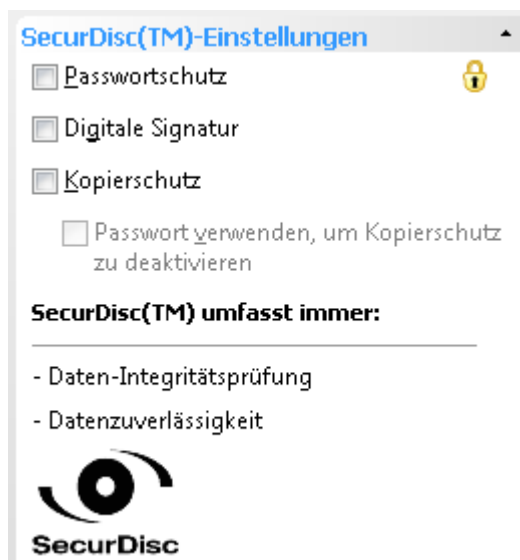 SecurDisc(TM)-Einstellungen
Passwortschutz
Digitale Signatur
Kopierschutz
Passwort verwenden, um Kopierschutz
zu deaktivieren
SecurDisc(TM) umfasst immer:
- Daten-Integritätsprüfung
- Datenzuverlässigkeit
SecurDisc